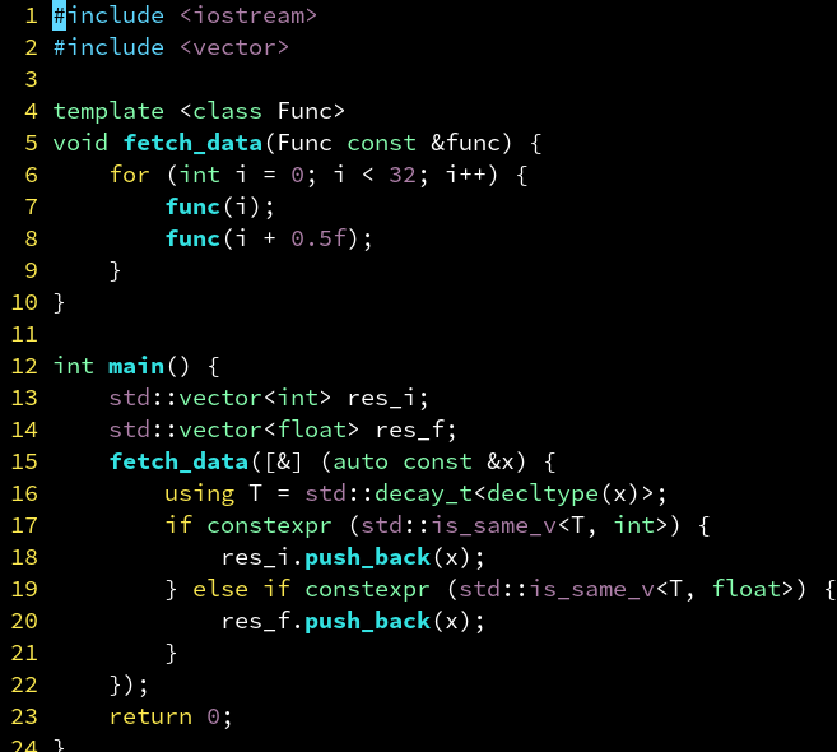 1 #include <iostream>
2 #include <vector>
3
4 template <class Func>
5 void fetch_data(Func const &func) {
6     for (int i = 0; i < 32; i++) {
7         func(i);
8         func(i + 0.5f);
9     }
10 }
11
12 int main() {
13     std::vector<int> res_i;
14     std::vector<float> res_f;
15     fetch_data([&] (auto const &x) {
16         using T = std::decay_t<decltype(x)>;
17         if constexpr (std::is_same_v<T, int>) {
18             res_i.push_back(x);
19         } else if constexpr (std::is_same_v<T, float>) {
20             res_f.push_back(x);
21         }
22     });
23     return 0;
24 }